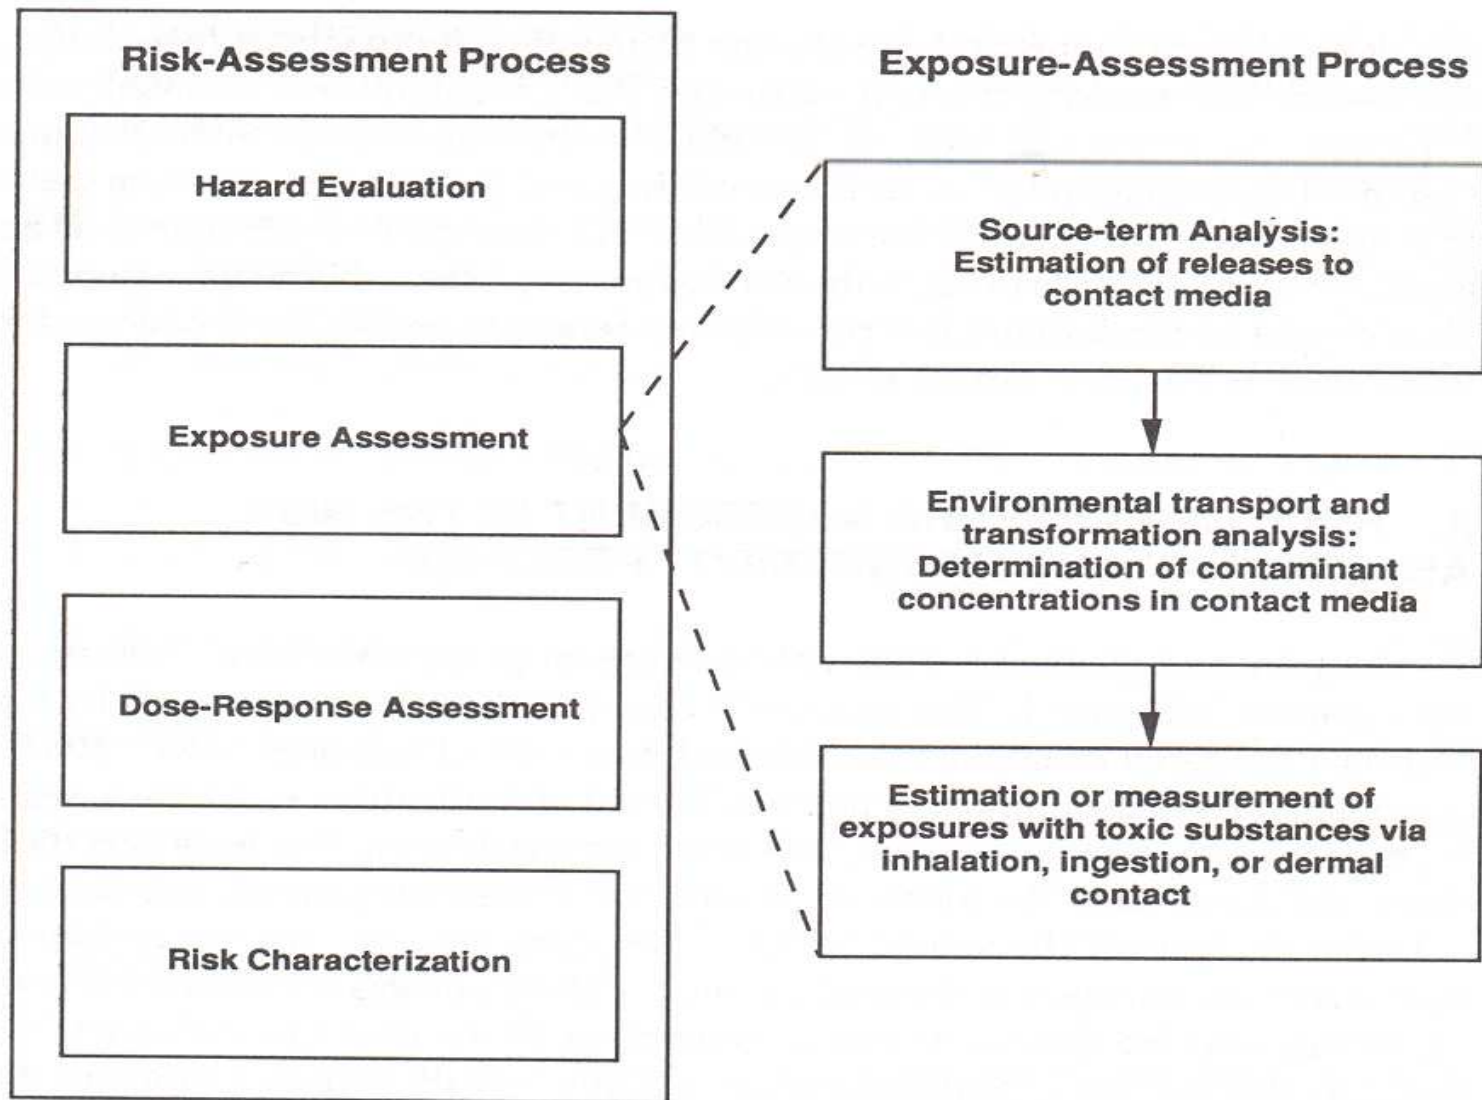 Risk-Assessment Process
Hazard Evaluation
Exposure Assessment
Dose-Response Assessment
Risk Characterization
Exposure-Assessment Process
Source-term Analysis:
Estimation of releases to
contact media
Environmental transport and
transformation analysis:
Determination of contaminant
concentrations in contact media
Estimation or measurement of
exposures with toxic substances via
inhalation, ingestion, or dermal
contact